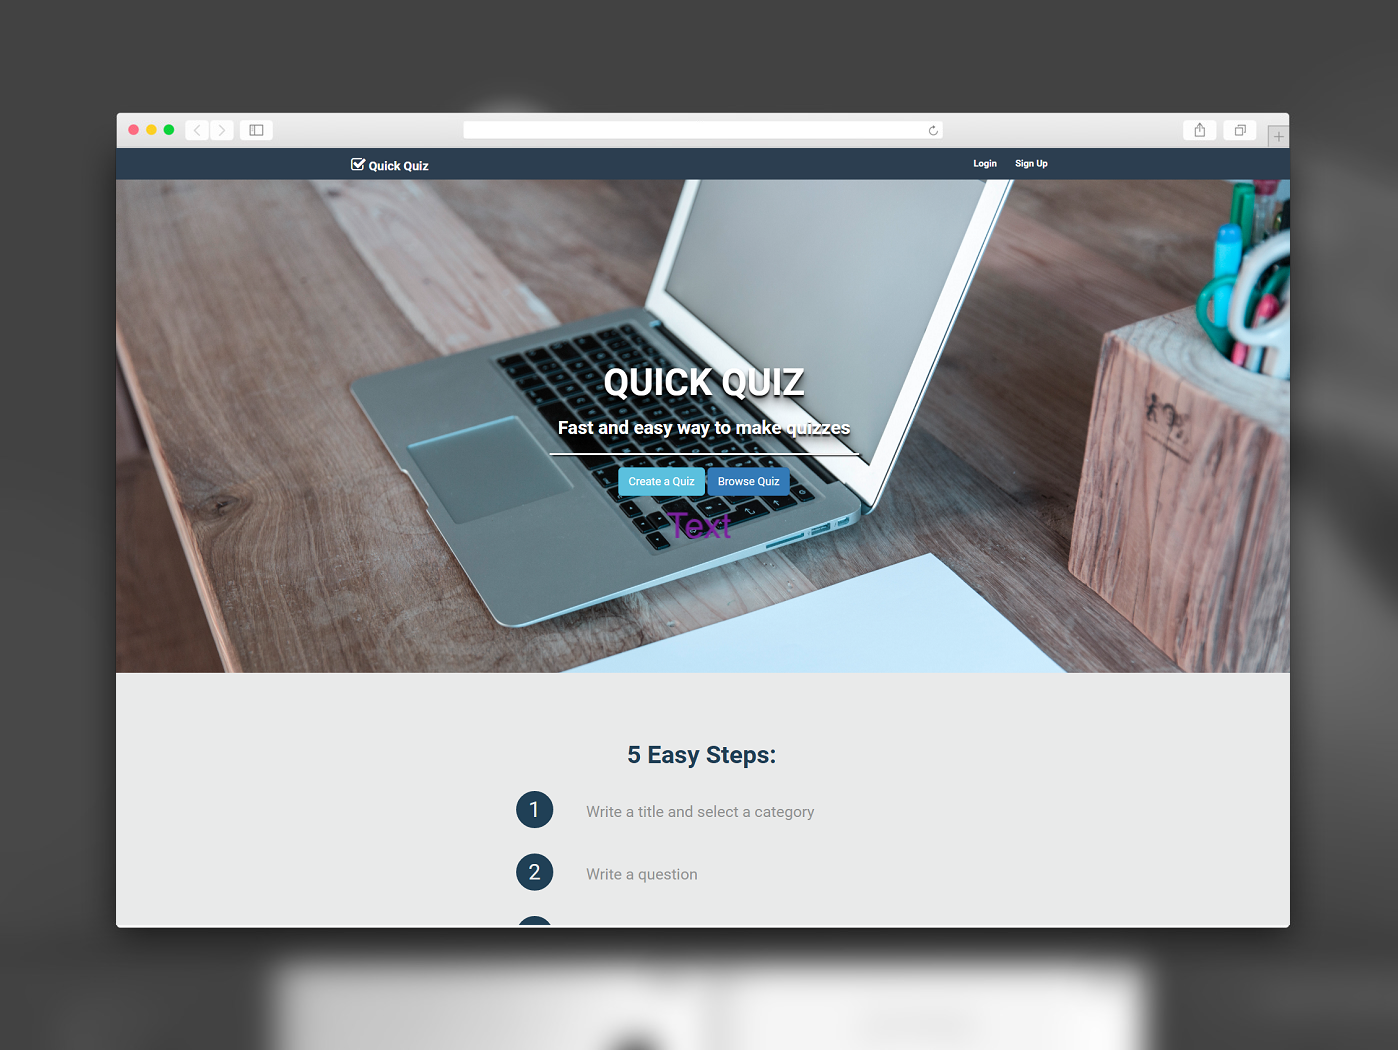 Quick Quiz
Login Sign Up
QUICK QUIZ
Fast and easy way to make quizzes
Create a Quiz Browse Quiz
Text
5 Easy Steps:
1 Write a title and select a category
2 Write a question